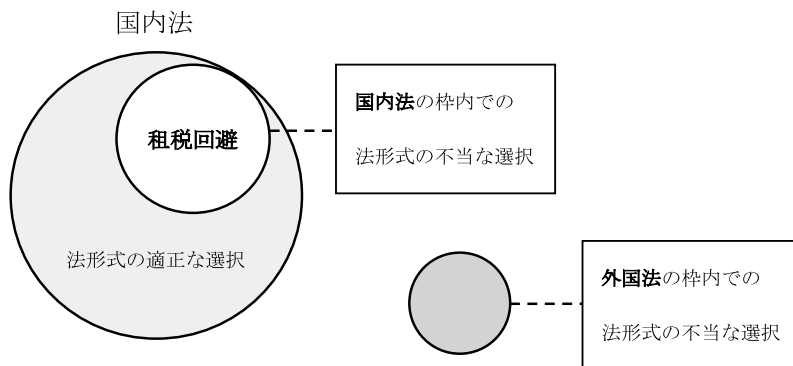 国内法
租税回避
国内法の枠内での
法形式の不当な選択
法形式の適正な選択
外国法の枠内での
法形式の不当な選択